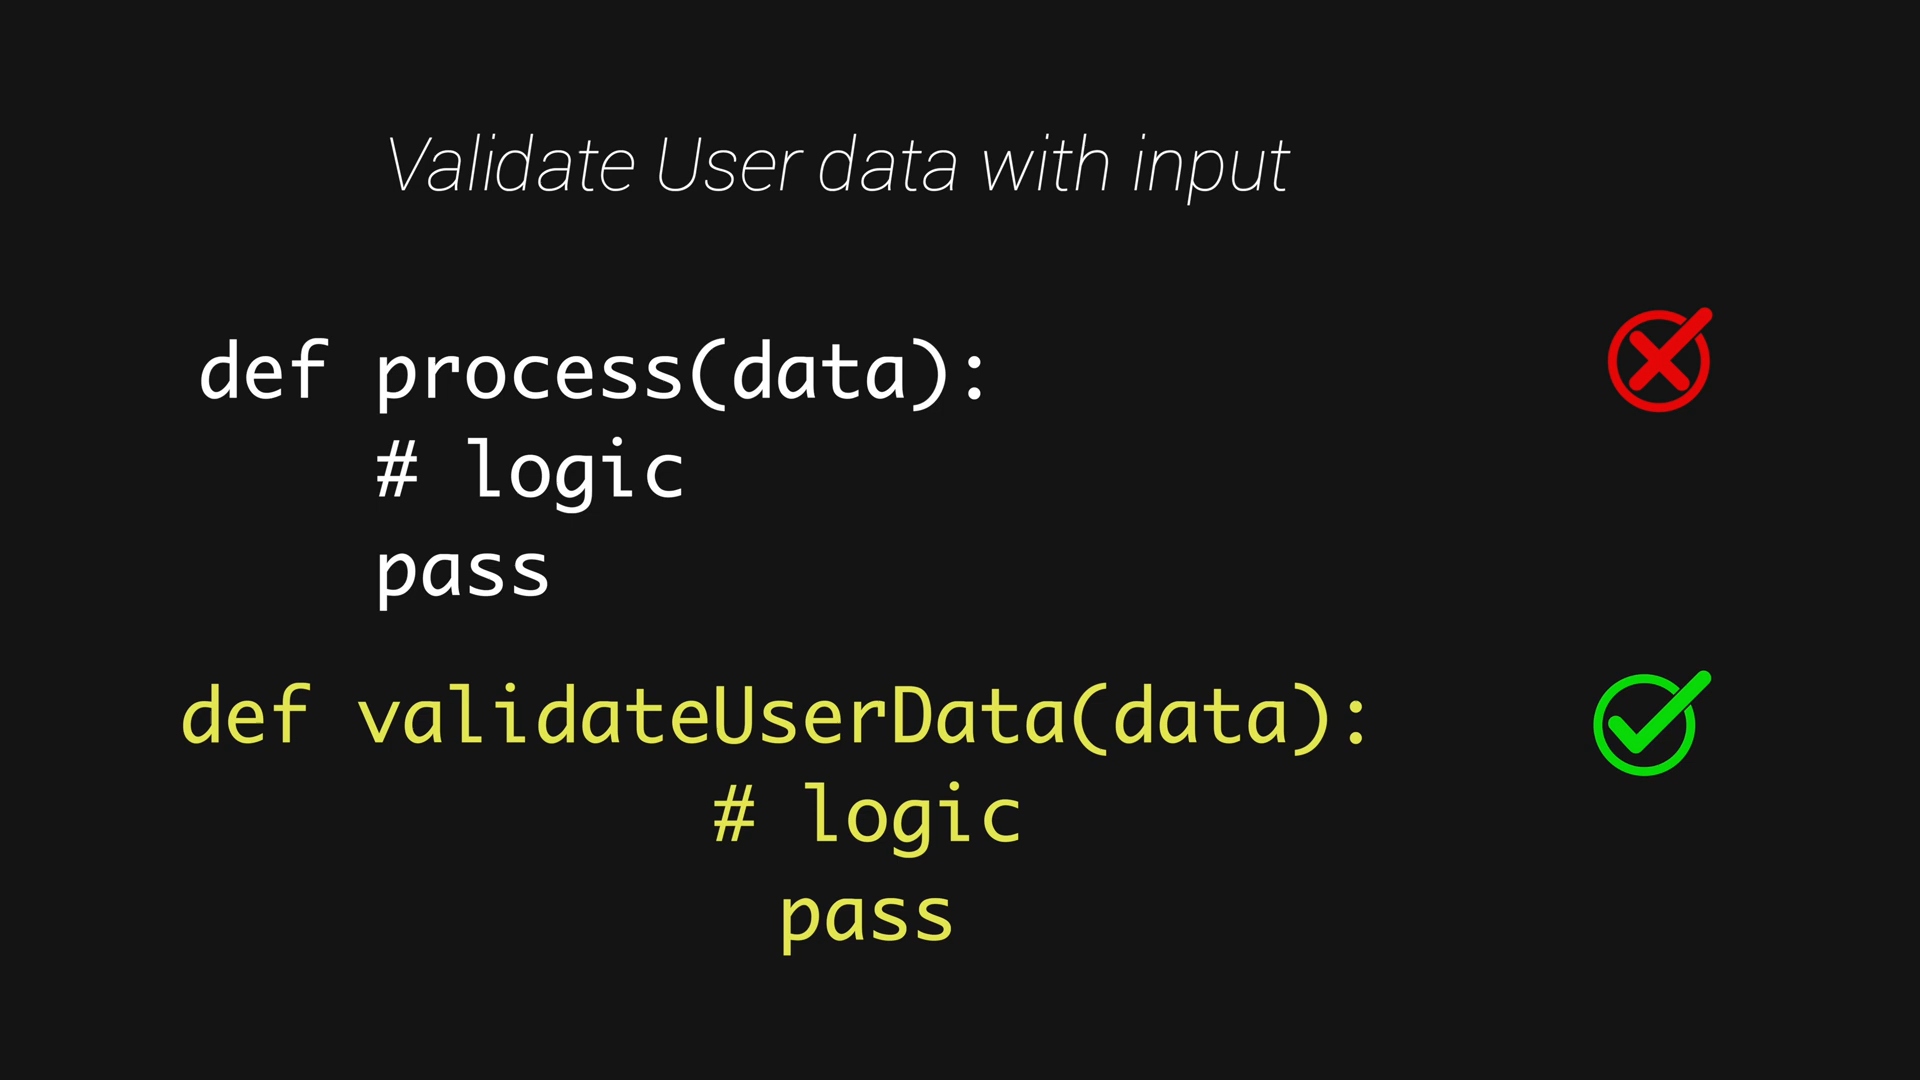 Validate User data with input
def process(data):
# logic
pass
def validateUserData(data):
# logic
pass